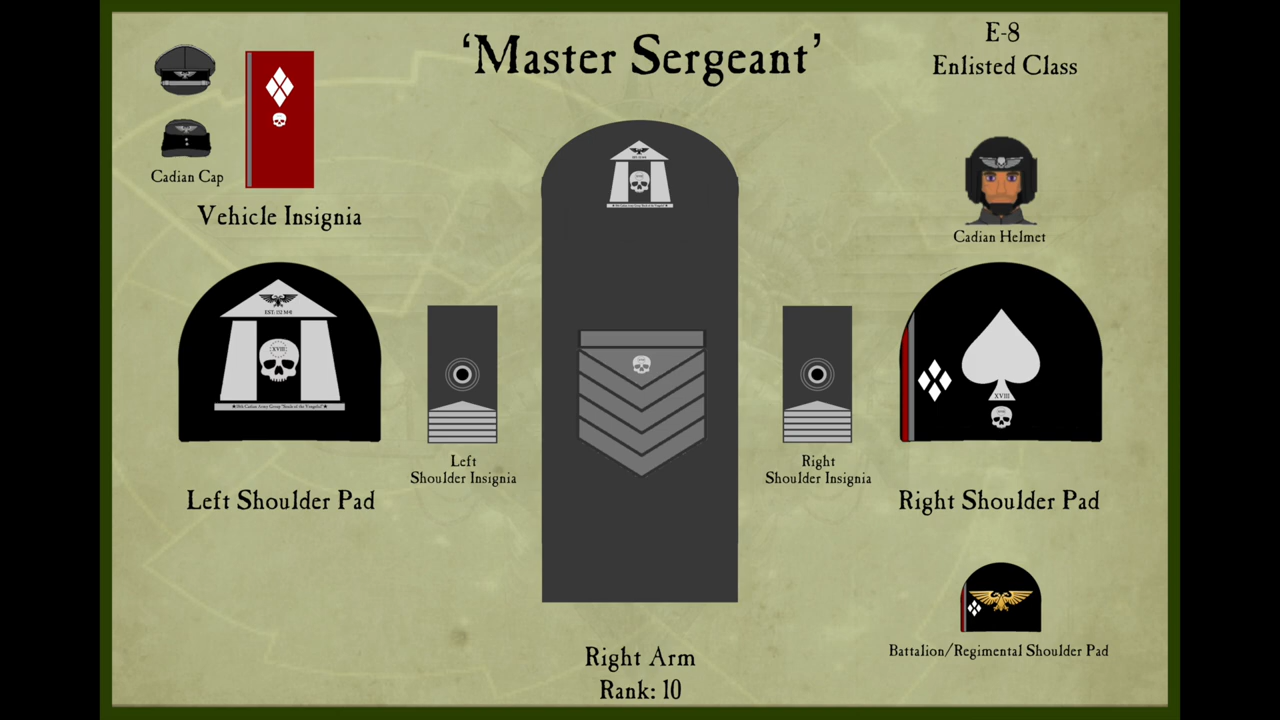 ‘Master Sergeant’
E-8
Enlisted Class
Cadian Cap
Vehicle Insignia
Cadian Helmet
EST: 212 M41
XVIII
Left Shoulder Pad
Left
Shoulder Insignia
Right
Shoulder Insignia
XVIII
Right Shoulder Pad
Battalion/Regimental Shoulder Pad
Right Arm
Rank: 10